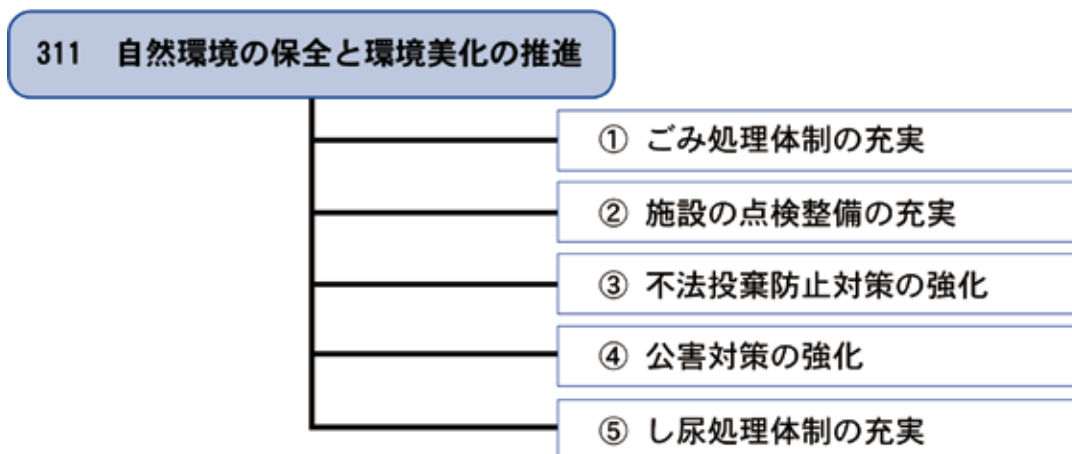 311 自然環境の保全と環境美化の推進
① ごみ処理体制の充実
② 施設の点検整備の充実
③ 不法投棄防止対策の強化
④ 公害対策の強化
⑤ し尿処理体制の充実